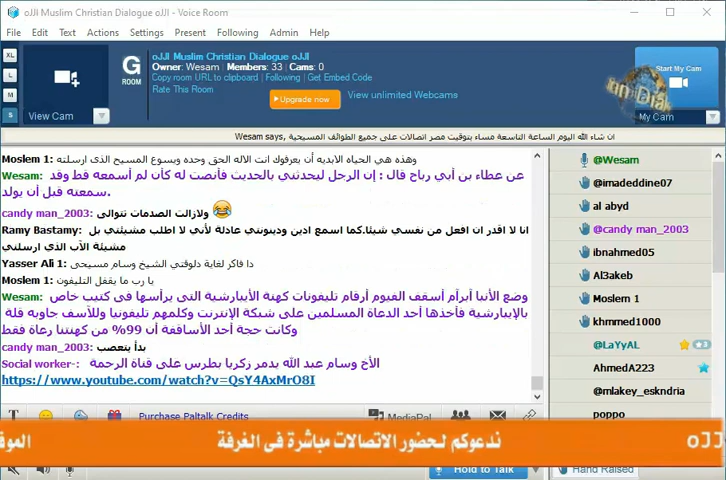 oJJI Muslim Christian Dialogue oJJI - Voice Room
File Edit Text Actions Settings Present Following Admin Help
XL
L
M
S
View Cam
G
ROOM
oJJI Muslim Christian Dialogue oJJI
Owner: Wesam | Members: 33 | Cams: 0
Copy room URL to clipboard | Following | Get Embed Code
Rate This Room
Upgrade now
View unlimited Webcams
Start My Cam
My Cam
Wesam says, ان شاء الله اليوم الساعة التاسعة مساء بتوقيت مصر اتصالات على جميع الطوائف المسيحية
Moslem 1: وهذه هي الحياه الابديه أن يعرفوك انت الاله الحق وحده ويسوع المسيح الذى ارسلته
Wesam: عن عطاء بن أبي رباح قال : إن الرجل ليحدثني بالحديث فأنصت له كأن لم أسمعه قط وقد
سمعته قبل أن يولد.
candy man_2003: ولازالت الصدمات تتوالى
Ramy Bastamy: انا لا اقدر ان افعل من نفسي شيئا.كما اسمع ادين ودينونتي عادلة لأني لا اطلب مشيئتي بل
مشيئة الآب الذي ارسلني
Yasser Ali 1: دا فاكر لغاية دلوقتي الشيخ وسام مسيحى
Moslem 1: يا رب ما يقفل التليفون
Wesam: وضع الأنبا أبرآم أسقف الفيوم أرقام تليفونات كهنة الأيبارشية التى يرأسها في كتيب خاص
بالإيبارشية فأخذها أحد الدعاة المسلمين على شبكة الإنترنت وكلمهم تليفونيا وللأسف جاوبه قلة
وكانت حجة أحد الأساقفة أن 99% من كهنتنا رعاة فقط
candy man_2003: بدأ يتعصب
Social worker-: الأخ وسام عبد الله يدمر زكريا بطرس على قناة الرحمة
https://www.youtube.com/watch?v=QsY4AxMrO8I
Purchase Paltalk Credits
MediaPal
@Wesam
@imadeddine07
al abyd
@candy man_2003
ibnahmed05
Al3akeb
Moslem 1
khmmed1000
@LaYyAL
3
AhmedA223
@mlakey_eskndria
poppo
ندعوكم لحضور الاتصالات مباشرة فى الغرفة
Hold to Talk
Hand Raised